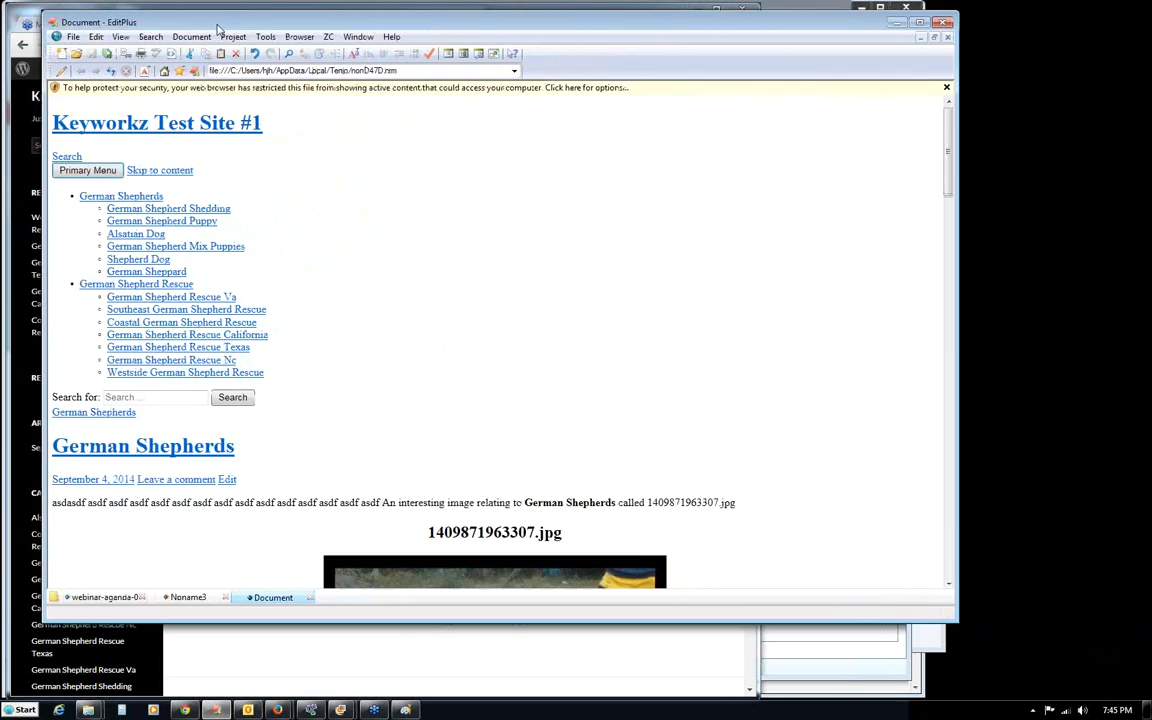 Document - EditPlus
File Edit View Search Document Project Tools Browser ZC Window Help
To help protect your security, your web browser has restricted this file from showing active content that could access your computer. Click here for options...
Keyworkz Test Site #1
Search
Primary Menu Skip to content
German Shepherds
German Shepherd Shedding
German Shepherd Puppy
Alsatian Dog
German Shepherd Mix Puppies
Shepherd Dog
German Sheppard
German Shepherd Rescue
German Shepherd Rescue Va
Southeast German Shepherd Rescue
Coastal German Shepherd Rescue
German Shepherd Rescue California
German Shepherd Rescue Texas
German Shepherd Rescue Nc
Westside German Shepherd Rescue
Search for: Search ... Search
German Shepherds
German Shepherds
September 4, 2014 Leave a comment Edit
asdasdf asdf asdf asdf asdf asdf asdf asdf asdf asdf asdf asdf asdf asdf asdf An interesting image relating to German Shepherds called 1409871963307.jpg
1409871963307.jpg
Noname3 Document
German Shepherd Rescue Nc
German Shepherd Rescue
Texas
German Shepherd Rescue Va
German Shepherd Shedding
Start 7:45 PM